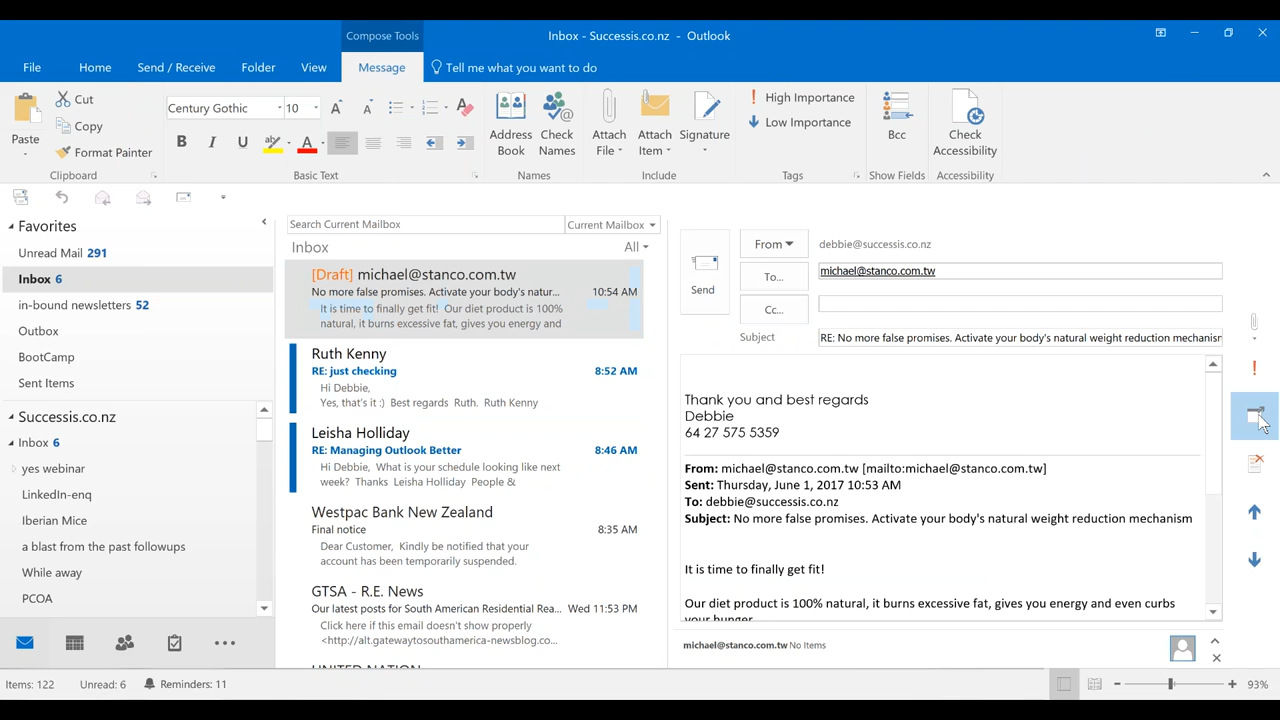 Compose Tools
Inbox - Successis.co.nz - Outlook
File
Home
Send / Receive
Folder
View
Message
Tell me what you want to do
Paste
Cut
Copy
Format Painter
Clipboard
Century Gothic
10
A
A
B
I
U
aby
A
Basic Text
Address Book
Check Names
Names
Attach File
Attach Item
Signature
Include
High Importance
Low Importance
Tags
Bcc
Show Fields
Check Accessibility
Accessibility
Favorites
Unread Mail 291
Inbox 6
in-bound newsletters 52
Outbox
BootCamp
Sent Items
Successis.co.nz
Inbox 6
yes webinar
LinkedIn-enq
Iberian Mice
a blast from the past followups
While away
PCOA
Search Current Mailbox
Current Mailbox
Inbox
All
[Draft] michael@stanco.com.tw
No more false promises. Activate your body's natur... 10:54 AM
It is time to finally get fit! Our diet product is 100%
natural, it burns excessive fat, gives you energy and
Ruth Kenny
RE: just checking 8:52 AM
Hi Debbie,
Yes, that's it :) Best regards Ruth. Ruth Kenny
Leisha Holliday
RE: Managing Outlook Better 8:46 AM
Hi Debbie, What is your schedule looking like next
week? Thanks Leisha Holliday People &
Westpac Bank New Zealand
Final notice 8:35 AM
Dear Customer, Kindly be notified that your
account has been temporarily suspended.
GTSA - R.E. News
Our latest posts for South American Residential Rea... Wed 11:53 PM
Click here if this email doesn't show properly
<http://alt.gatewaytosouthamerica-newsblog.co...
UNITED NATION
Send
From
debbie@successis.co.nz
To...
michael@stanco.com.tw
Cc...
Subject
RE: No more false promises. Activate your body's natural weight reduction mechanism
Thank you and best regards
Debbie
64 27 575 5359
From: michael@stanco.com.tw [mailto:michael@stanco.com.tw]
Sent: Thursday, June 1, 2017 10:53 AM
To: debbie@successis.co.nz
Subject: No more false promises. Activate your body's natural weight reduction mechanism
It is time to finally get fit!
Our diet product is 100% natural, it burns excessive fat, gives you energy and even curbs
your hunger
michael@stanco.com.tw No Items
Items: 122
Unread: 6
Reminders: 11
93%